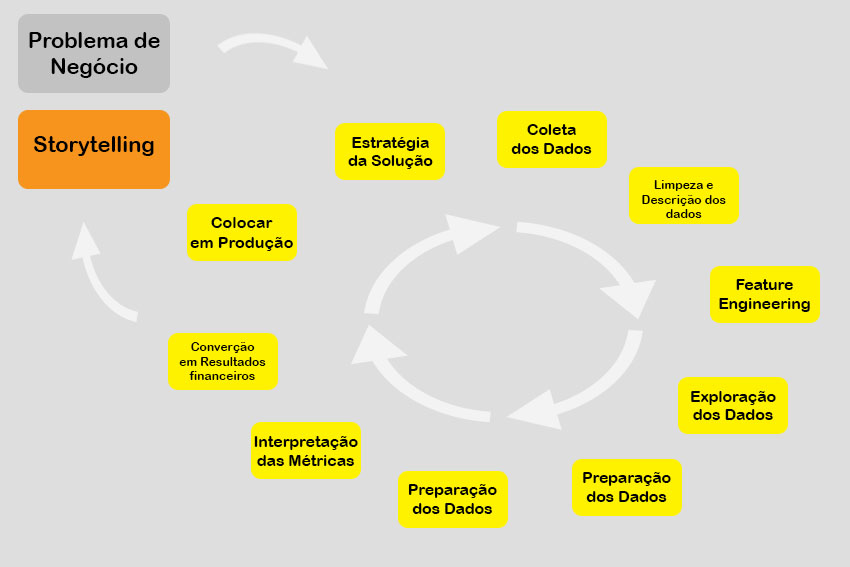 Problema de
Negócio
Storytelling
Estratégia
da Solução
Coleta
dos Dados
Limpeza e
Descrição dos
dados
Feature
Engineering
Exploração
dos Dados
Preparação
dos Dados
Preparação
dos Dados
Interpretação
das Métricas
Converção
em Resultados
financeiros
Colocar
em Produção